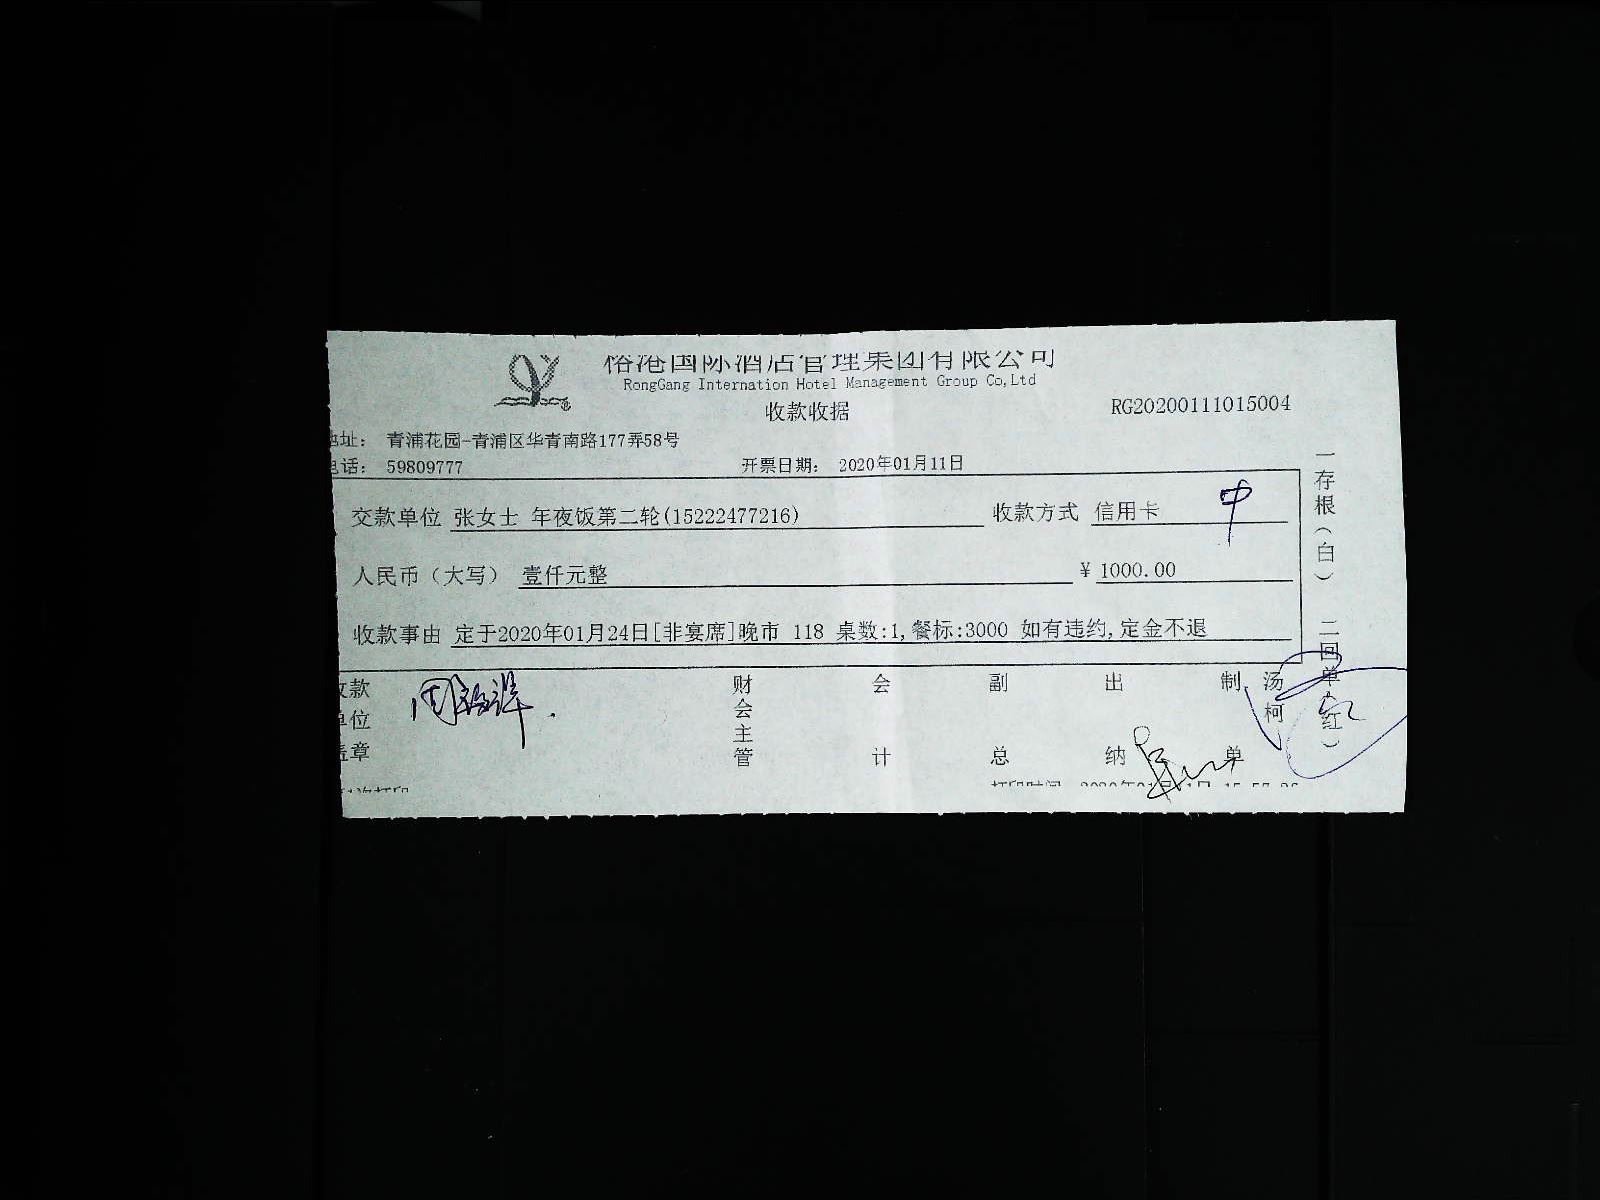 裕港国际酒店管理集团有限公司
RongGang Internation Hotel Management Group Co,Ltd
收款收据
RG20200111015004
地址： 青浦花园-青浦区华青南路177弄58号
电话： 59809777 开票日期： 2020年01月11日
交款单位 张女士 年夜饭第二轮(15222477216) 收款方式 信用卡 中
人民币（大写） 壹仟元整 ¥ 1000.00
收款事由 定于2020年01月24日[非宴席]晚市 118 桌数:1,餐标:3000 如有违约,定金不退
收款单位盖章 财会主管 会计 副总 出纳 制单 汤柯
一存根（白） 二回单（红）